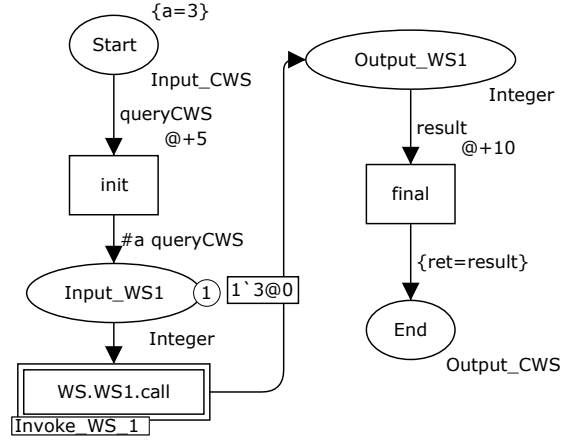 {a=3}
Start
Input_CWS
queryCWS
@+5
init
#a queryCWS
Input_WS1
1
1`3@0
Integer
WS.WS1.call
Invoke_WS_1
Output_WS1
Integer
result
@+10
final
{ret=result}
End
Output_CWS